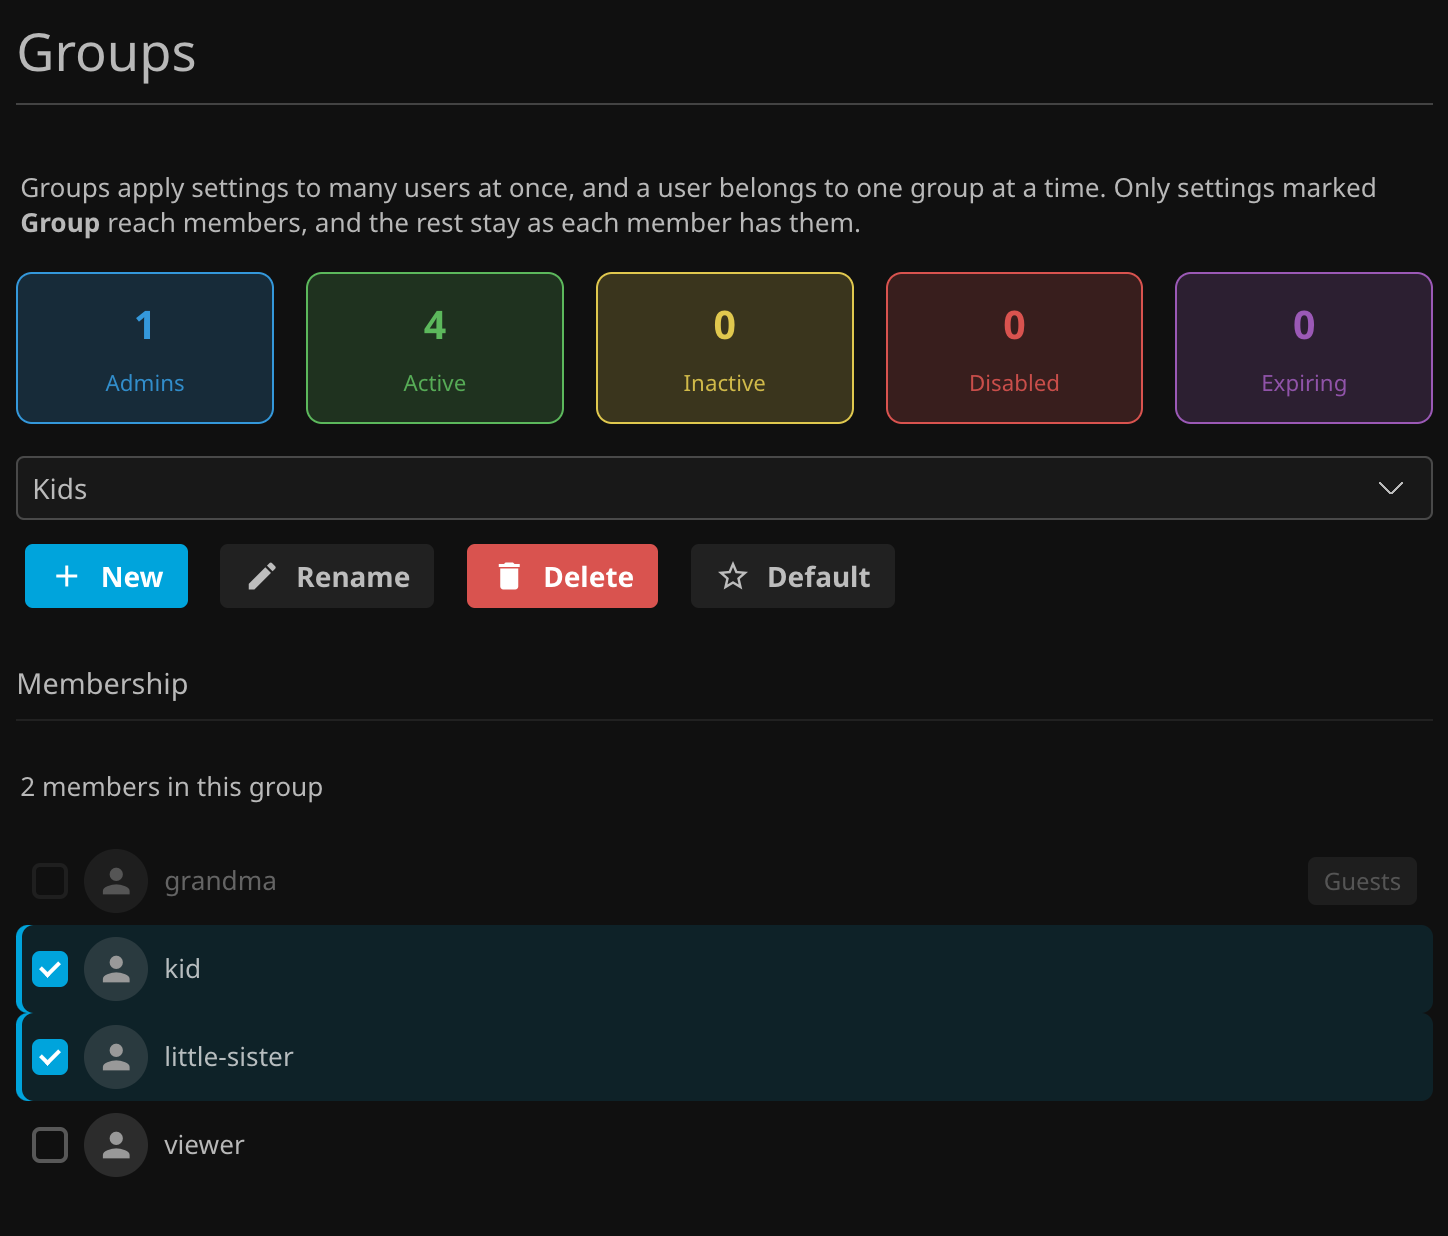 Groups
Groups apply settings to many users at once, and a user belongs to one group at a time. Only settings marked
Group reach members, and the rest stay as each member has them.
1
Admins
4
Active
0
Inactive
0
Disabled
0
Expiring
Kids
New
Rename
Delete
Default
Membership
2 members in this group
grandma
Guests
kid
little-sister
viewer